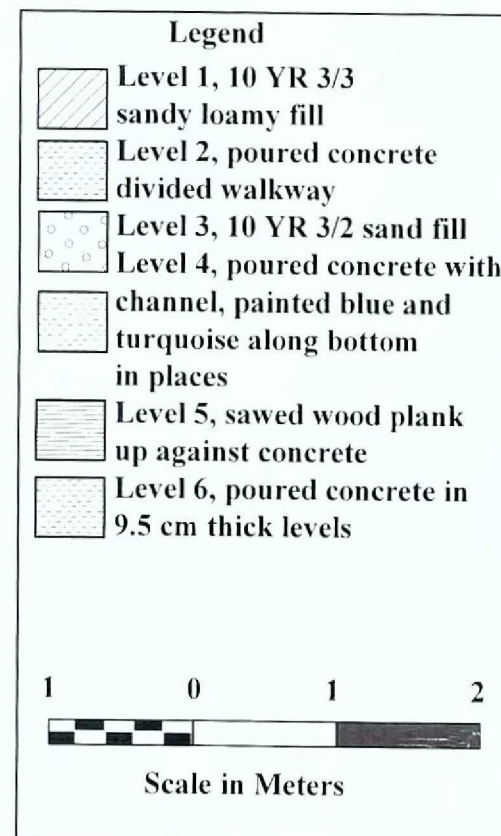 Legend
Level 1, 10 YR 3/3
sandy loamy fill
Level 2, poured concrete
divided walkway
Level 3, 10 YR 3/2 sand fill
Level 4, poured concrete with
channel, painted blue and
turquoise along bottom
in places
Level 5, sawed wood plank
up against concrete
Level 6, poured concrete in
9.5 cm thick levels
1 0 1 2
Scale in Meters